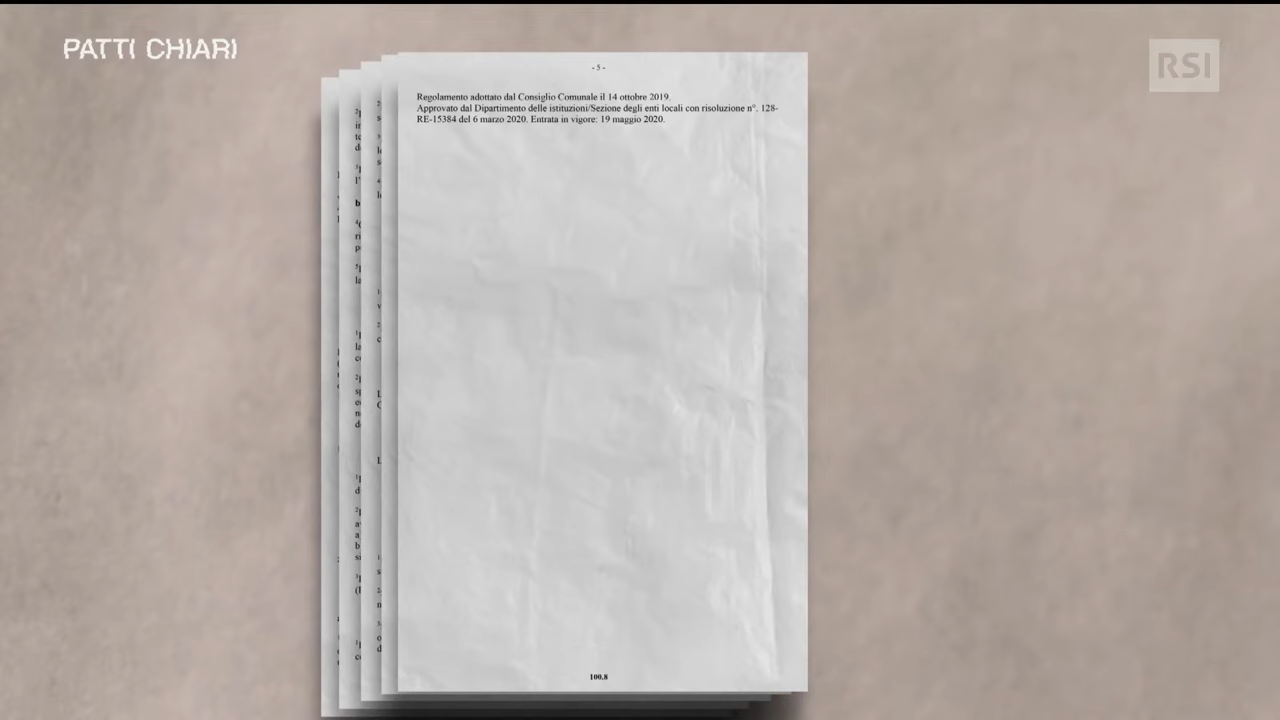 PATTI CHIARI
RSI
- 5 -
Regolamento adottato dal Consiglio Comunale il 14 ottobre 2019.
Approvato dal Dipartimento delle istituzioni/Sezione degli enti locali con risoluzione n°. 128-
RE-15384 del 6 marzo 2020. Entrata in vigore: 19 maggio 2020.
100.8